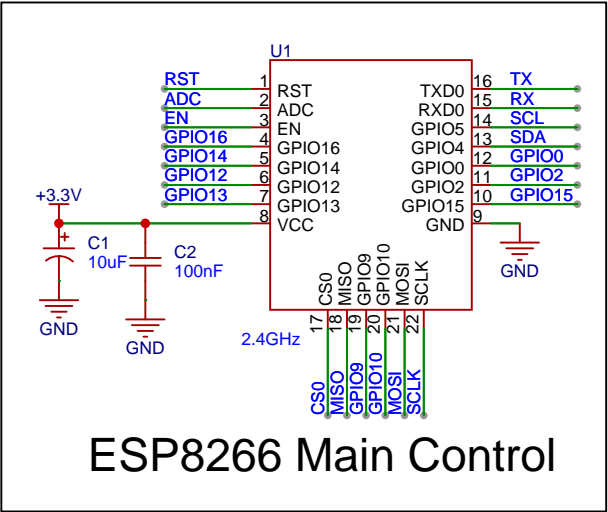 U1
RST 1 RST TXD0 16 TX
ADC 2 ADC RXD0 15 RX
EN 3 EN GPIO5 14 SCL
GPIO16 4 GPIO16 GPIO4 13 SDA
GPIO14 5 GPIO14 GPIO0 12 GPIO0
GPIO12 6 GPIO12 GPIO2 11 GPIO2
GPIO13 7 GPIO13 GPIO15 10 GPIO15
+3.3V 8 VCC GND 9
+
C1
10uF
C2
100nF
GND
GND
GND
CS0 MISO GPIO9 GPIO10 MOSI SCLK
17 18 19 20 21 22
2.4GHz
CS0 MISO GPIO9 GPIO10 MOSI SCLK
ESP8266 Main Control